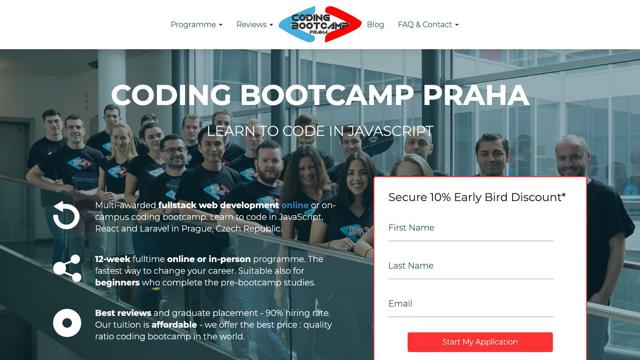 Programme
Reviews
CODING
BOOTCAMP
PRAHA
Blog
FAQ & Contact
CODING BOOTCAMP PRAHA
LEARN TO CODE IN JAVASCRIPT
Multi-awarded fullstack web development online or on-
campus coding bootcamp. Learn to code in JavaScript,
React and Laravel in Prague, Czech Republic.
12-week fulltime online or in-person programme. The
fastest way to change your career. Suitable also for
beginners who complete the pre-bootcamp studies.
Best reviews and graduate placement - 90% hiring rate.
Our tuition is affordable - we offer the best price : quality
ratio coding bootcamp in the world.
Secure 10% Early Bird Discount*
First Name
Last Name
Email
Start My Application